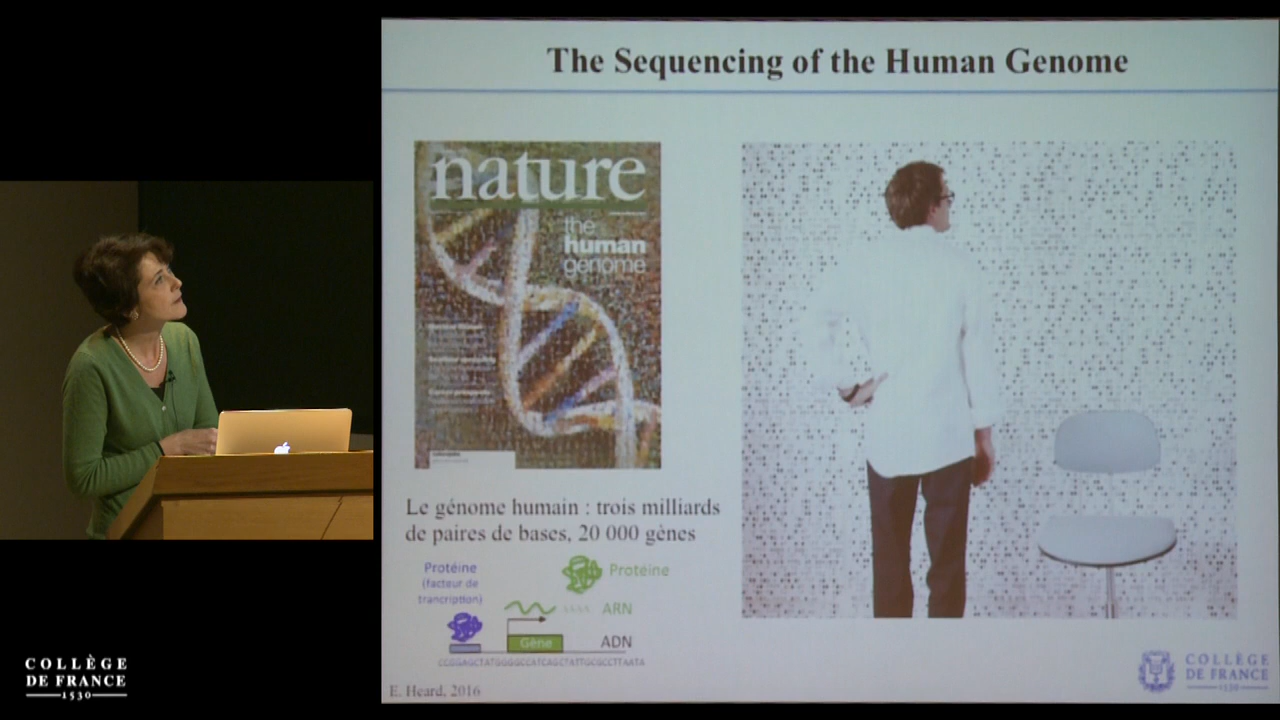 The Sequencing of the Human Genome
nature
the
human
genome
Le génome humain : trois milliards
de paires de bases, 20 000 gènes
Protéine
(facteur de
trancription)
Protéine
ARN
AAAA
Gène
ADN
CCGGAGCTATGGGGCCATCAGCTATTGCGCCTTAATA
E. Heard, 2016
COLLÈGE
DE FRANCE
1530
COLLÈGE
DE FRANCE
1530